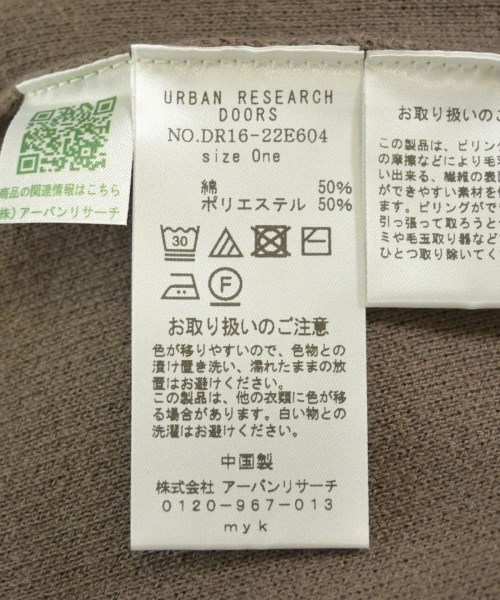 商品の関連情報はこちら
株）アーバンリサーチ
URBAN RESEARCH
DOORS
NO.DR16-22E604
size One
綿 50%
ポリエステル 50%
30
F
お取り扱いのご注意
色が移りやすいので、色物との
漬け置き洗い、濡れたままの放
置はお避けください。
この製品は、他の衣類に色が移
る場合があります。白い物との
洗濯はお避けください。
中国製
株式会社 アーバンリサーチ
0120-967-013
myk
お取り扱いのご
この製品は、ピリング
の摩擦などにより毛
い出来る、繊維の表
ができやすい素材を
ます。ピリングがで
引っ張って取ろうと
ミや毛玉取り器など
ひとつ取り除いてく